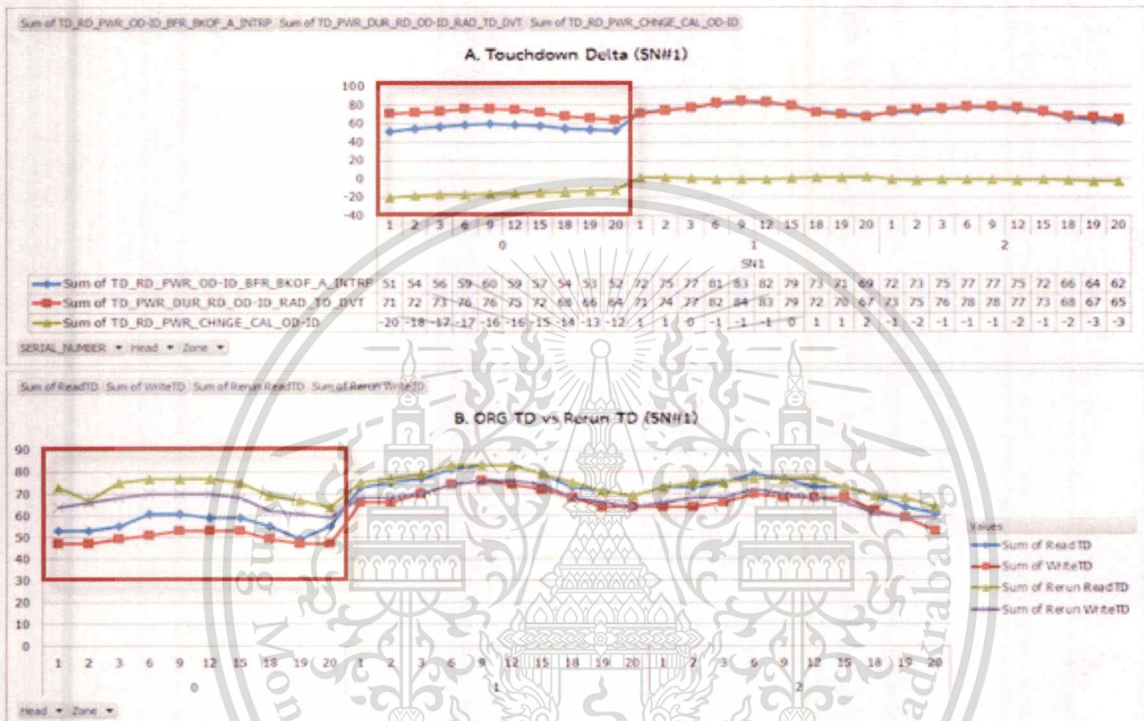 Sum of TD_RD_PWR_OD-ID_BFR_BKOF_A_INTRP Sum of TD_PWR_DUR_RD_OD-ID_RAD_TD_DVT Sum of TD_RD_PWR_CHNGE_CAL_OD-ID
A. Touchdown Delta (SN#1)
100
80
60
40
20
0
-20
-40
1 2 3 6 9 12 15 18 19 20 1 2 3 6 9 12 15 18 19 20 1 2 3 6 9 12 15 18 19 20
0 1 2
SN1
Sum of TD_RD_PWR_OD-ID_BFR_BKOF_A_INTRP 51 54 56 59 60 59 57 54 53 52 72 75 77 81 83 82 79 73 71 69 72 73 75 77 77 75 72 66 64 62
Sum of TD_PWR_DUR_RD_OD-ID_RAD_TD_DVT 71 72 73 76 76 75 72 68 66 64 71 74 77 82 84 83 79 72 70 67 73 75 76 78 78 77 73 68 67 65
Sum of TD_RD_PWR_CHNGE_CAL_OD-ID -20 -18 -17 -17 -16 -16 -15 -14 -13 -12 1 1 0 -1 -1 -1 0 1 1 2 -1 -2 -1 -1 -1 -2 -1 -2 -3 -3
SERIAL_NUMBER Head Zone
Sum of ReadTD Sum of WriteTD Sum of Rerun ReadTD Sum of Rerun WriteTD
B. ORG TD vs Rerun TD (SN#1)
90
80
70
60
50
40
30
20
10
0
1 2 3 6 9 12 15 18 19 20 1 2 3 6 9 12 15 18 19 20 1 2 3 6 9 12 15 18 19 20
0 1 2
Values
Sum of ReadTD
Sum of WriteTD
Sum of Rerun ReadTD
Sum of Rerun WriteTD
Head Zone